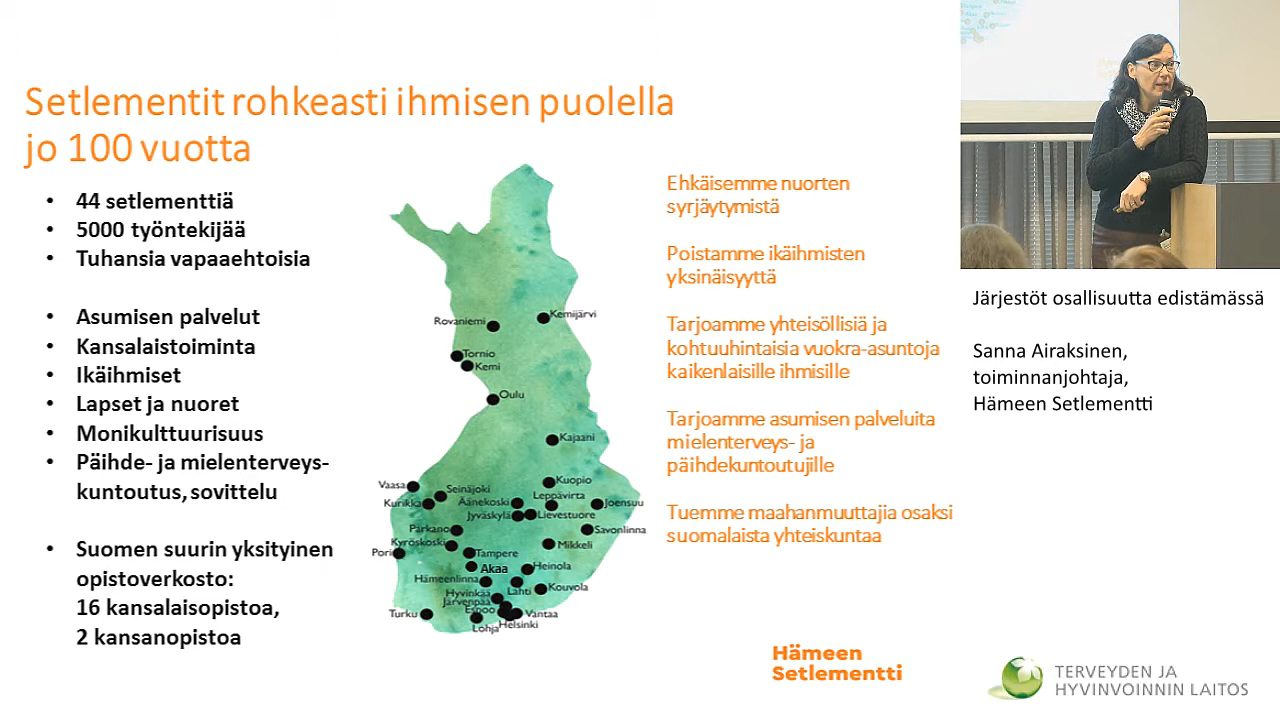 Setlementit rohkeasti ihmisen puolella
jo 100 vuotta
• 44 setlementtiä
• 5000 työntekijää
• Tuhansia vapaaehtoisia
• Asumisen palvelut
• Kansalaistoiminta
• Ikäihmiset
• Lapset ja nuoret
• Monikulttuurisuus
• Päihde- ja mielenterveys-
kuntoutus, sovittelu
• Suomen suurin yksityinen
opistoverkosto:
16 kansalaisopistoa,
2 kansanopistoa
Rovaniemi
Kemijärvi
Tornio
Kemi
Oulu
Kajaani
Vaasa
Seinäjoki
Kuopio
Kurikka
Äänekoski
Leppävirta
Joensuu
Jyväskylä
Lievestuore
Parkano
Savonlinna
Kyröskoski
Mikkeli
Pori
Tampere
Akaa
Heinola
Hämeenlinna
Lahti
Kouvola
Hyvinkää
Järvenpää
Espoo
Vantaa
Turku
Lohja
Helsinki
Ehkäisemme nuorten
syrjäytymistä
Poistamme ikäihmisten
yksinäisyyttä
Tarjoamme yhteisöllisiä ja
kohtuuhintaisia vuokra-asuntoja
kaikenlaisille ihmisille
Tarjoamme asumisen palveluita
mielenterveys- ja
päihdekuntoutujille
Tuemme maahanmuuttajia osaksi
suomalaista yhteiskuntaa
Hämeen
Setlementti
Järjestöt osallisuutta edistämässä
Sanna Airaksinen,
toiminnanjohtaja,
Hämeen Setlementti
TERVEYDEN JA
HYVINVOINNIN LAITOS